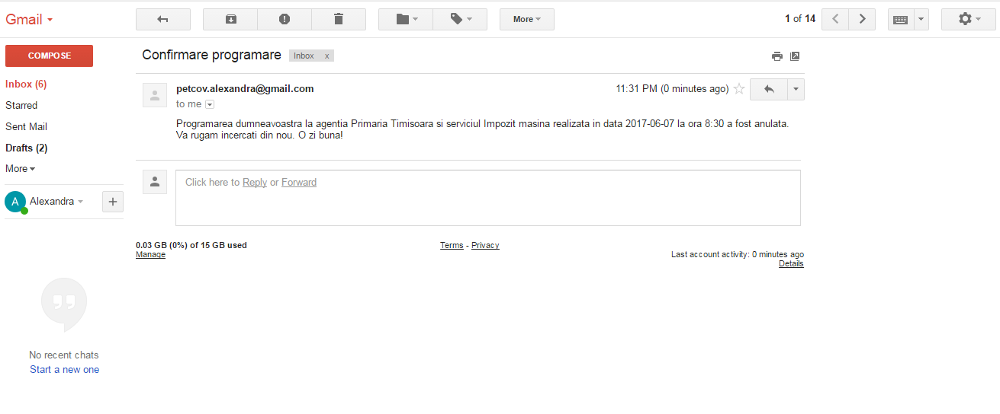 Gmail
More
1 of 14
COMPOSE
Inbox (6)
Starred
Sent Mail
Drafts (2)
More
A Alexandra
No recent chats
Start a new one
Confirmare programare Inbox x
petcov.alexandra@gmail.com 11:31 PM (0 minutes ago)
to me
Programarea dumneavoastra la agentia Primaria Timisoara si serviciul Impozit masina realizata in data 2017-06-07 la ora 8:30 a fost anulata.
Va rugam incercati din nou. O zi buna!
Click here to Reply or Forward
0.03 GB (0%) of 15 GB used
Manage
Terms - Privacy
Last account activity: 0 minutes ago
Details